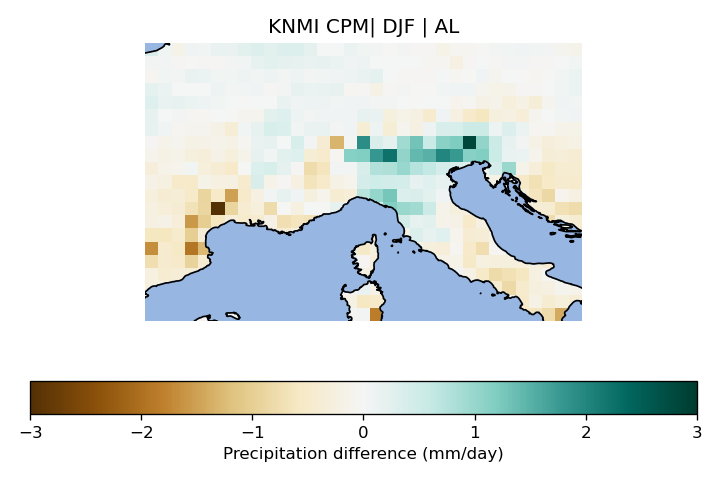 KNMI CPM| DJF | AL
−3 −2 −1 0 1 2 3
Precipitation difference (mm/day)